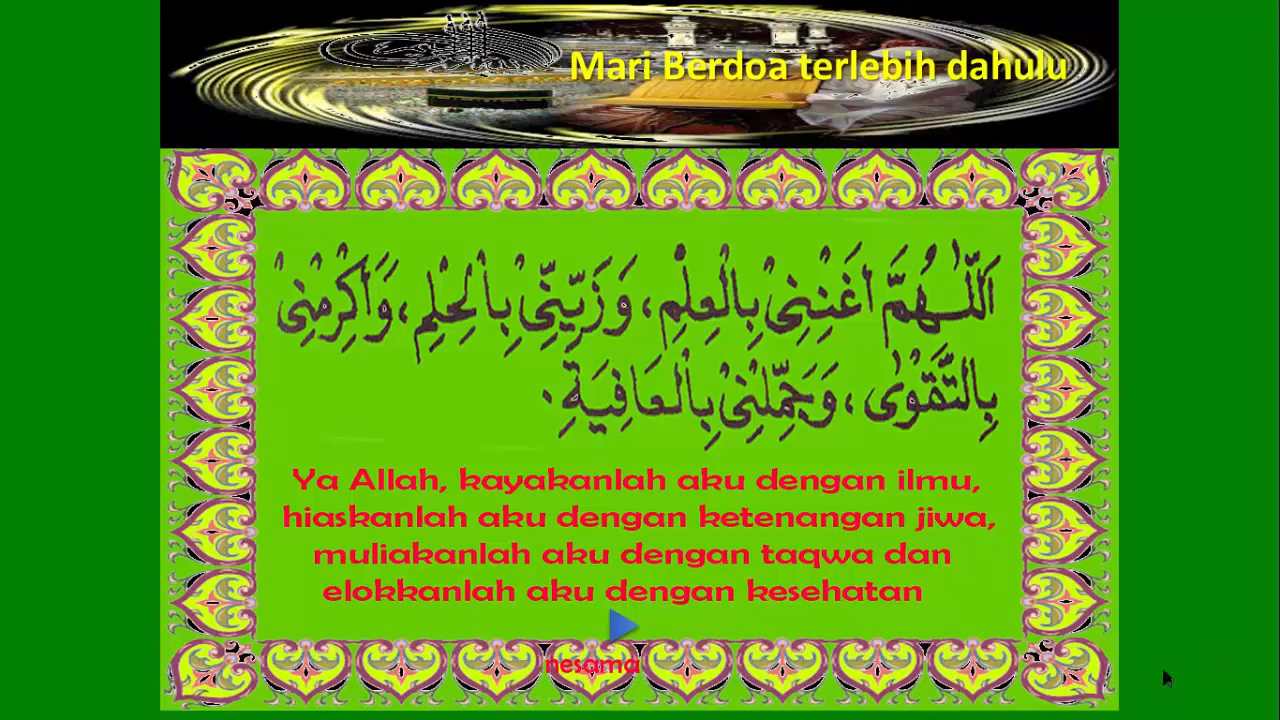 Mari Berdoa terlebih dahulu
اَللّٰهُمَّ اَغْنِنِىْ بِالْعِلْمِ، وَزَيِّنِّىْ بِالْحِلْمِ، وَاَكْرِمْنِىْ
بِالتَّقْوٰى، وَجَمِّلْنِىْ بِالْعَافِيَةِ.
Ya Allah, kayakanlah aku dengan ilmu,
hiaskanlah aku dengan ketenangan jiwa,
muliakanlah aku dengan taqwa dan
elokkanlah aku dengan kesehatan
nesama